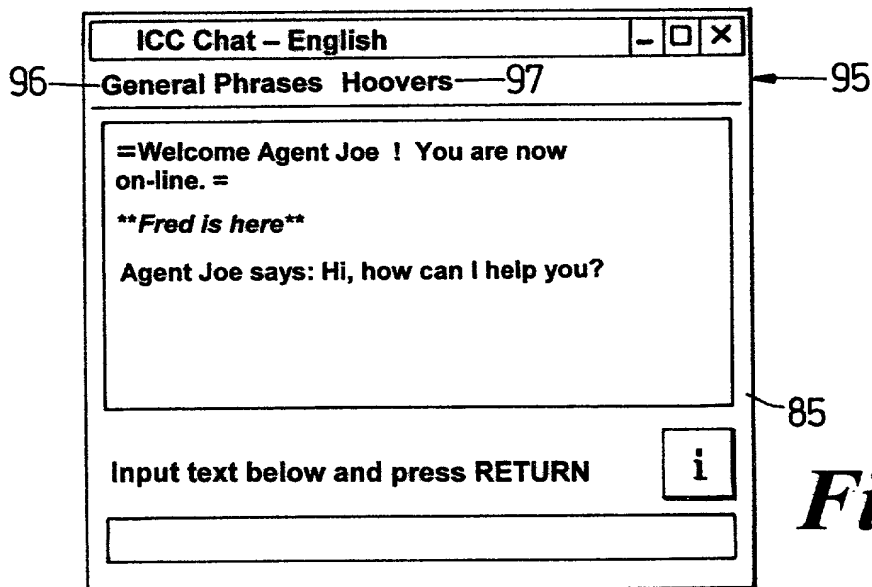 ICC Chat – English
96 General Phrases Hoovers 97 95
=Welcome Agent Joe ! You are now
on-line. =
**Fred is here**
Agent Joe says: Hi, how can I help you?
85
Input text below and press RETURN i